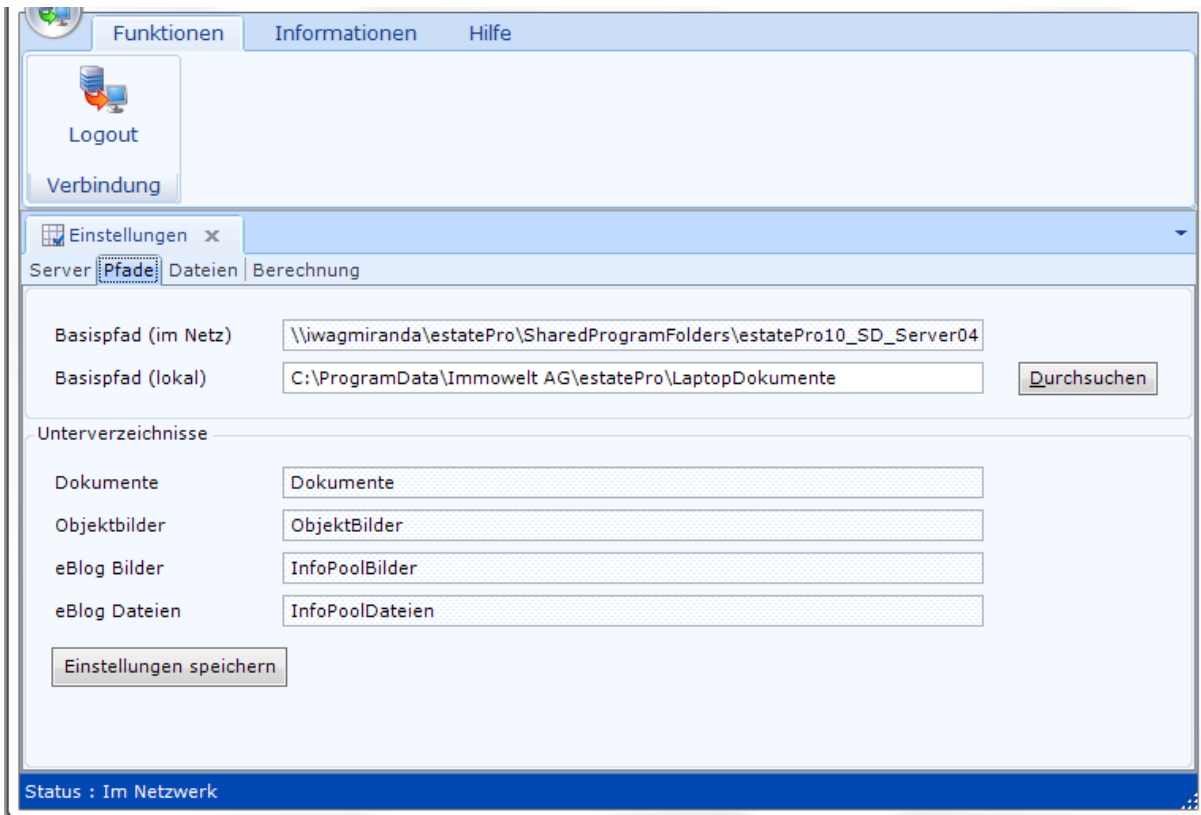 Funktionen Informationen Hilfe
Logout
Verbindung
Einstellungen x
Server Pfade Dateien Berechnung
Basispfad (im Netz) \\iwagmiranda\estatePro\SharedProgramFolders\estatePro10_SD_Server04
Basispfad (lokal) C:\ProgramData\Immowelt AG\estatePro\LaptopDokumente Durchsuchen
Unterverzeichnisse
Dokumente Dokumente
Objektbilder ObjektBilder
eBlog Bilder InfoPoolBilder
eBlog Dateien InfoPoolDateien
Einstellungen speichern
Status : Im Netzwerk